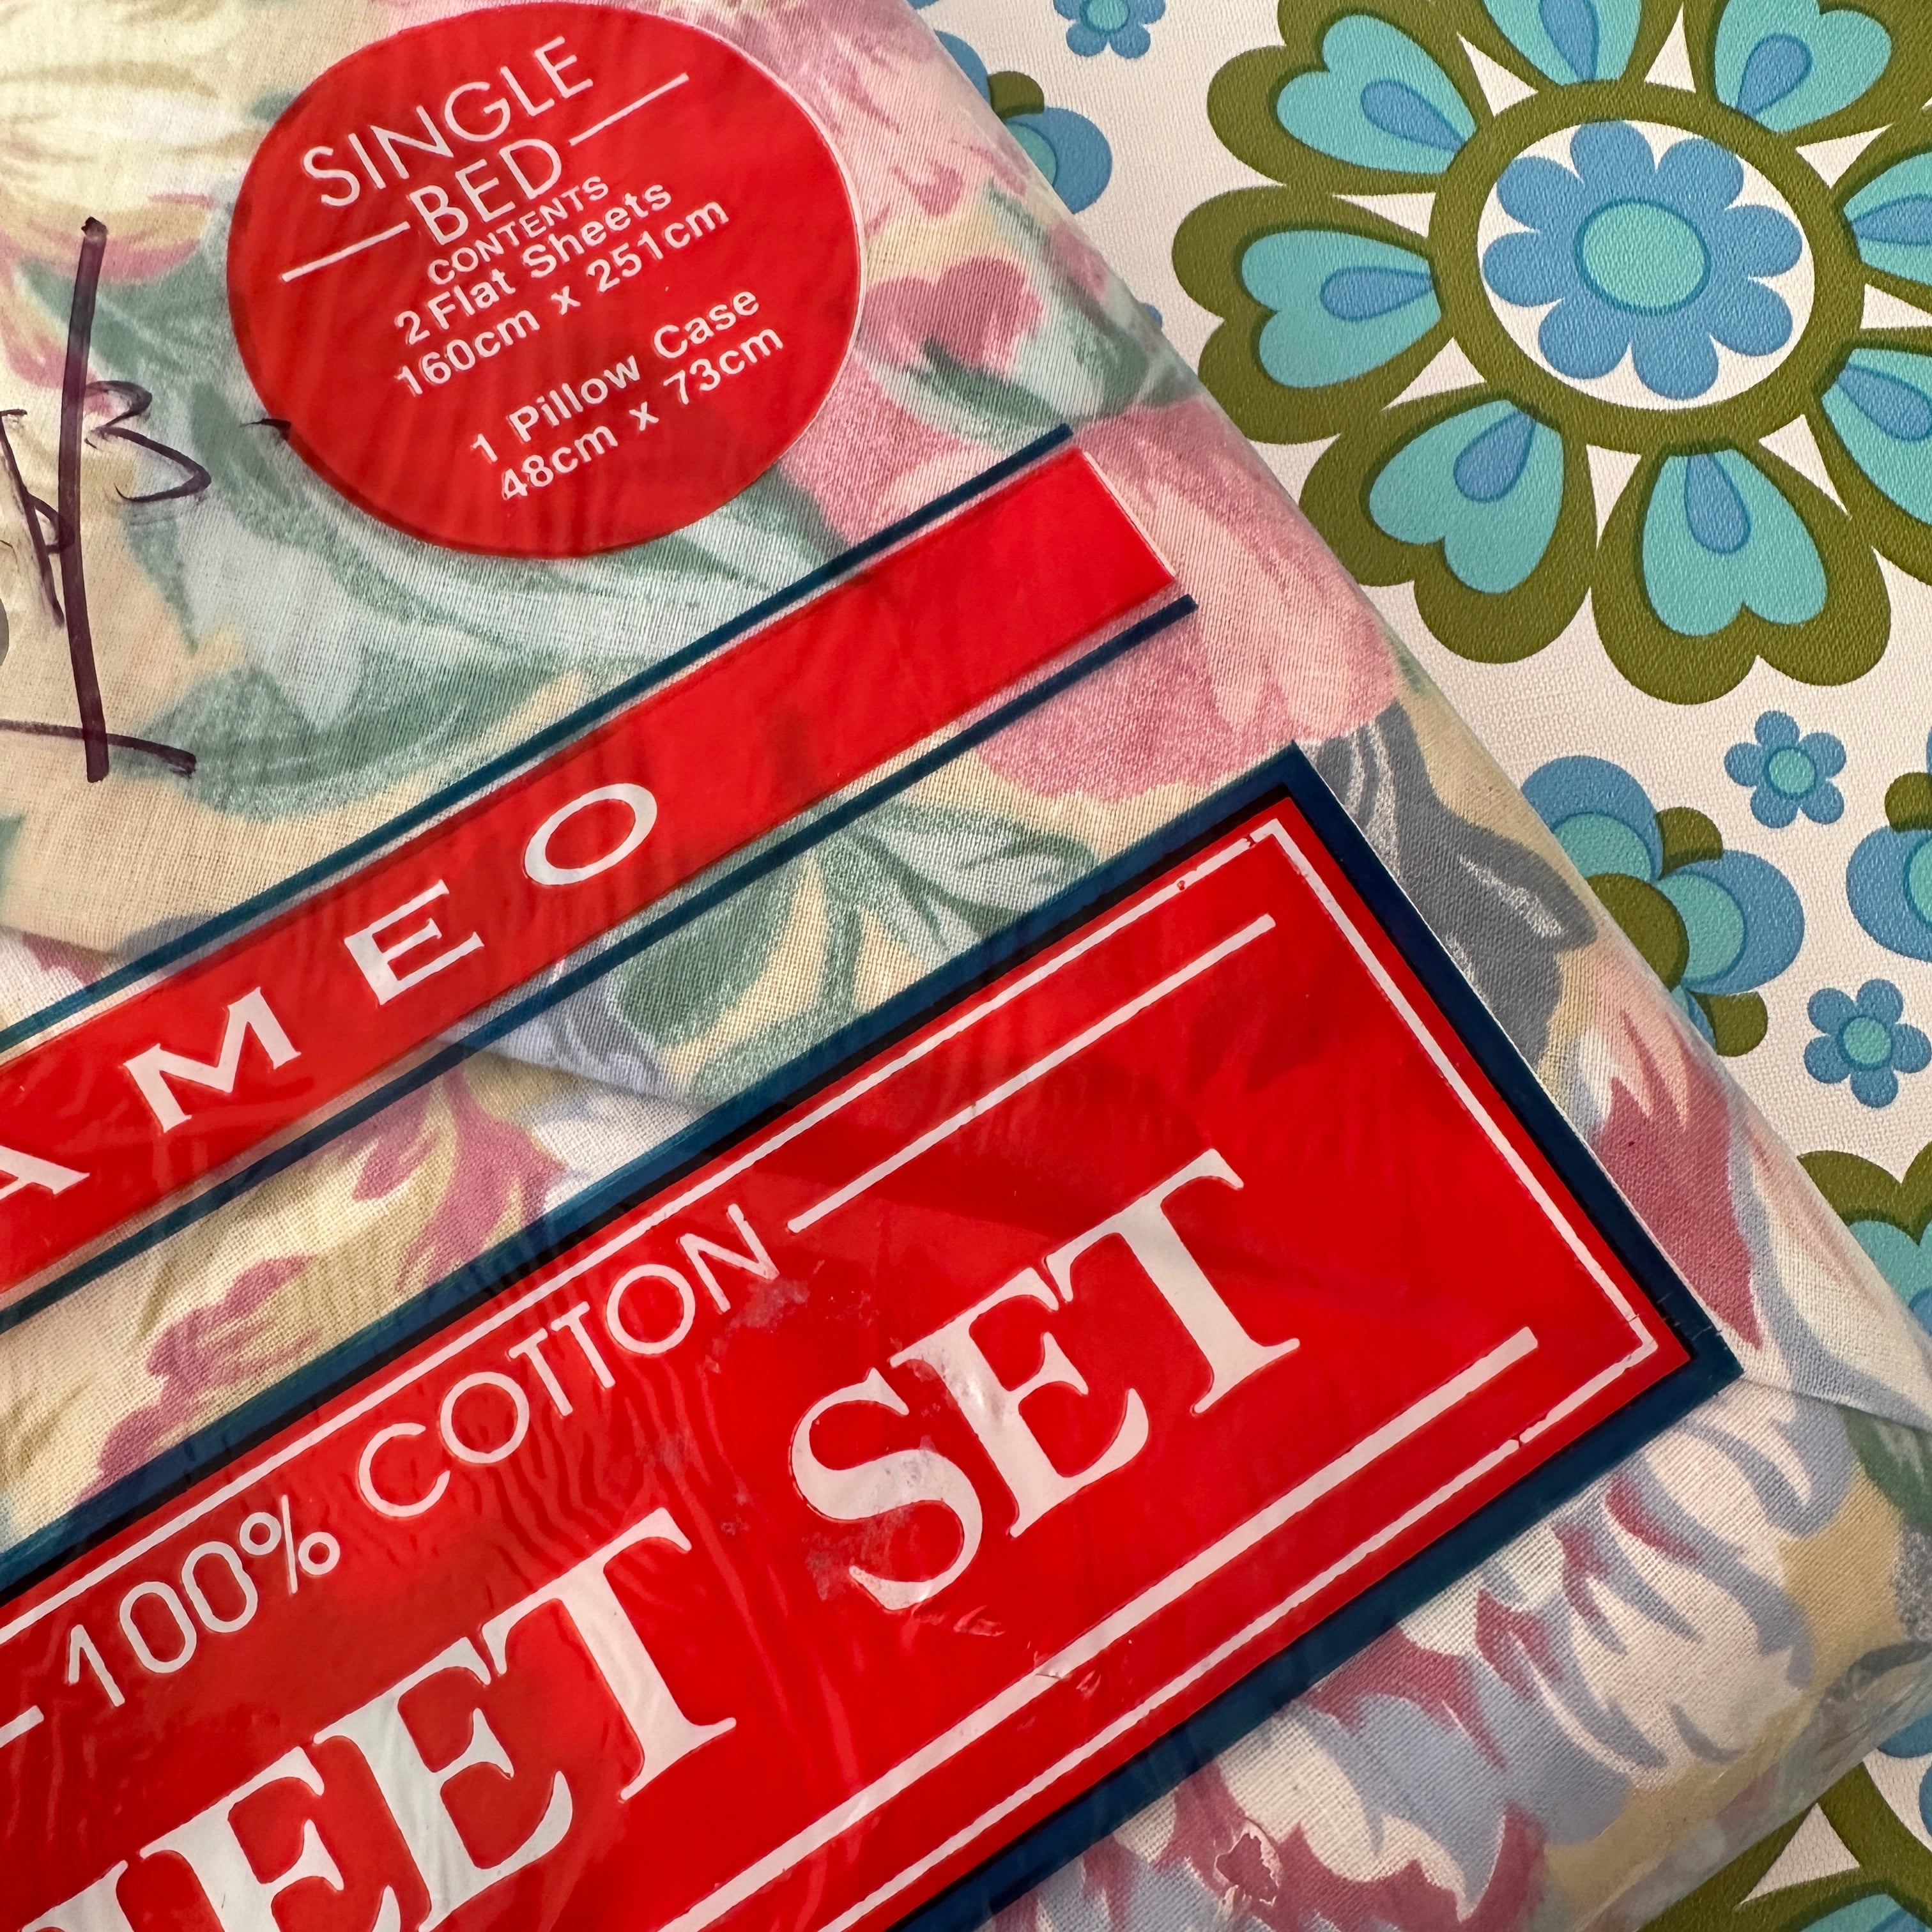 SINGLE
BED
CONTENTS
2 Flat Sheets
160cm x 251cm
1 Pillow Case
48cm x 73cm
AMEO
100% COTTON
EET SET